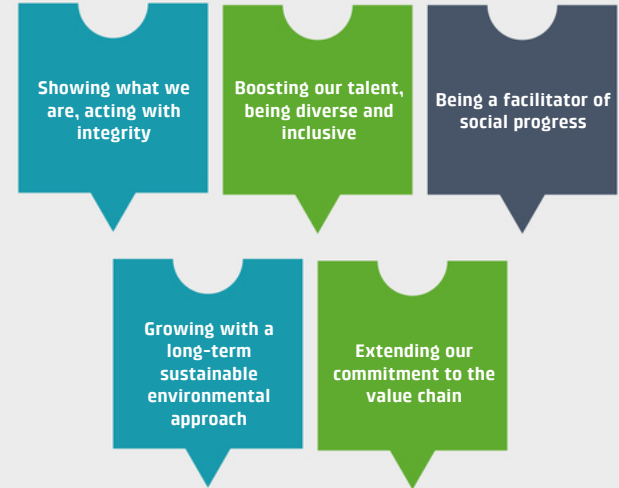 Showing what we
are, acting with
integrity
Boosting our talent,
being diverse and
inclusive
Being a facilitator of
social progress
Growing with a
long-term
sustainable
environmental
approach
Extending our
commitment to the
value chain